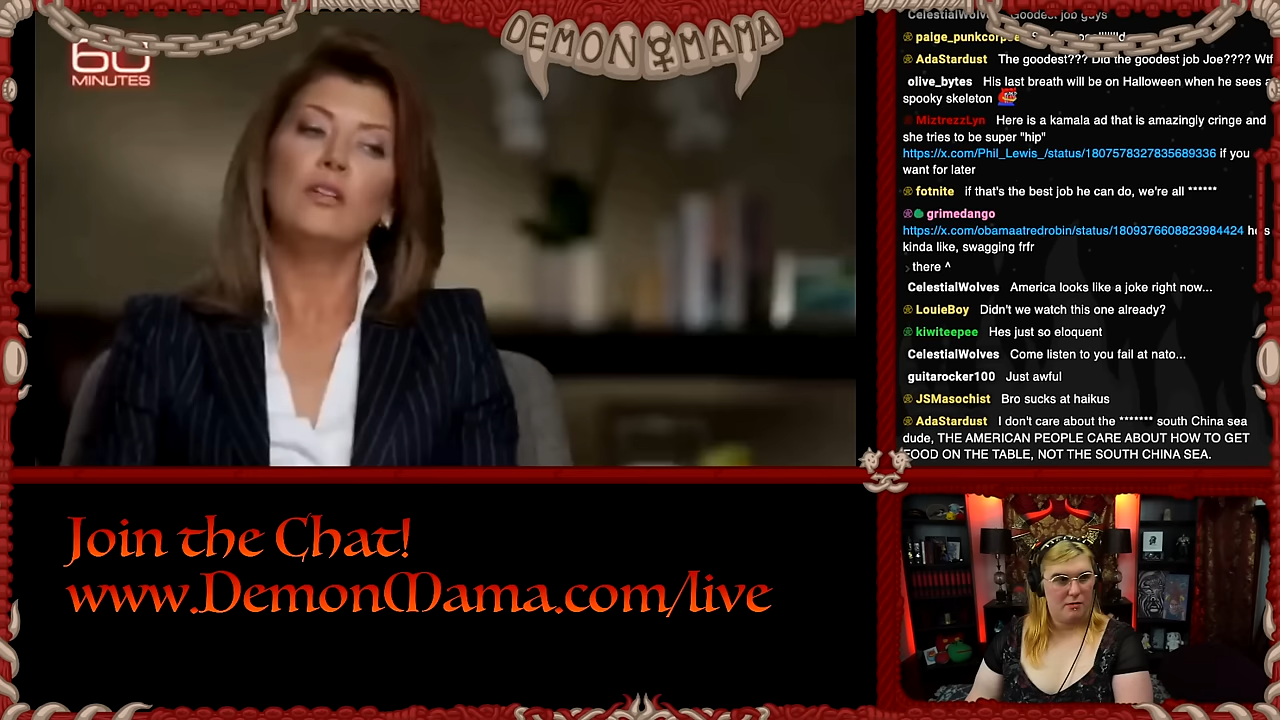 60
MINUTES
DEMON MAMA
Goodest job guys
paige_punkcorpse
AdaStardust The goodest??? Did the goodest job Joe???? Wtf
olive_bytes His last breath will be on Halloween when he sees a
spooky skeleton
MiztrezzLyn Here is a kamala ad that is amazingly cringe and
she tries to be super "hip"
https://x.com/Phil_Lewis_/status/1807578327835689336 if you
want for later
fotnite if that's the best job he can do, we're all ******
grimedango
https://x.com/obamaatredrobin/status/1809376608823984424 he's
kinda like, swagging frfr
there ^
CelestialWolves America looks like a joke right now...
LouieBoy Didn't we watch this one already?
kiwiteepee Hes just so eloquent
CelestialWolves Come listen to you fail at nato...
guitarocker100 Just awful
JSMasochist Bro sucks at haikus
AdaStardust I don't care about the ******* south China sea
dude, THE AMERICAN PEOPLE CARE ABOUT HOW TO GET
FOOD ON THE TABLE, NOT THE SOUTH CHINA SEA.
Join the Chat!
www.DemonMama.com/live